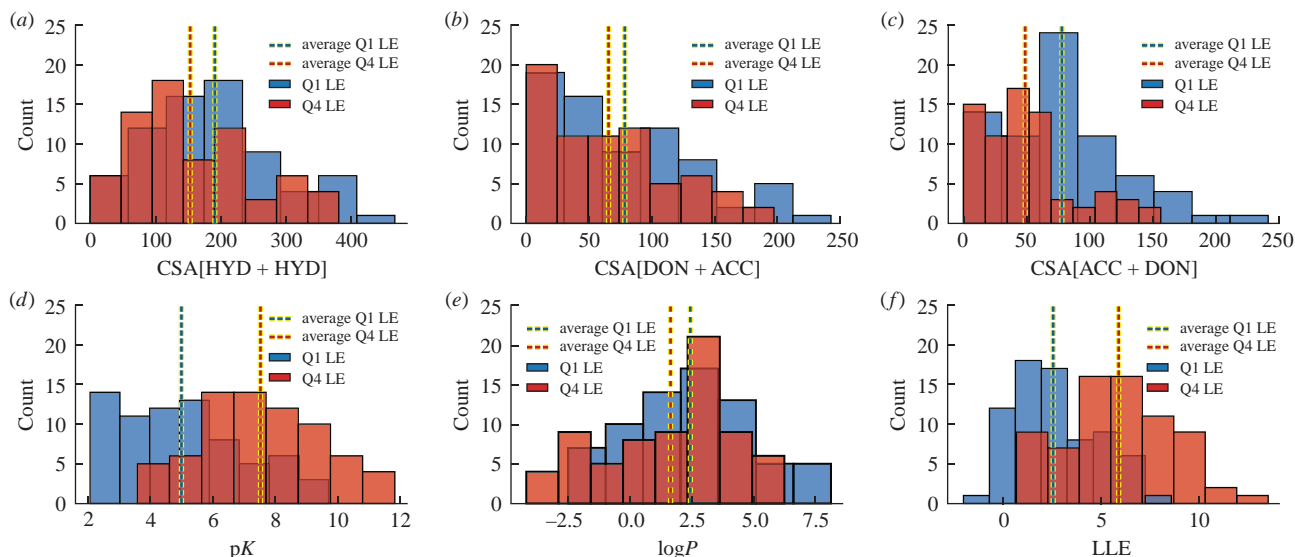 (a)
25
20
15
10
5
0
Count
average Q1 LE
average Q4 LE
Q1 LE
Q4 LE
0 100 200 300 400
CSA[HYD + HYD]
(b)
25
20
15
10
5
0
Count
average Q1 LE
average Q4 LE
Q1 LE
Q4 LE
0 50 100 150 200 250
CSA[DON + ACC]
(c)
25
20
15
10
5
0
Count
average Q1 LE
average Q4 LE
Q1 LE
Q4 LE
0 50 100 150 200 250
CSA[ACC + DON]
(d)
25
20
15
10
5
0
Count
average Q1 LE
average Q4 LE
Q1 LE
Q4 LE
2 4 6 8 10 12
pK
(e)
25
20
15
10
5
0
Count
average Q1 LE
average Q4 LE
Q1 LE
Q4 LE
−2.5 0.0 2.5 5.0 7.5
logP
(f)
25
20
15
10
5
0
Count
average Q1 LE
average Q4 LE
Q1 LE
Q4 LE
0 5 10
LLE